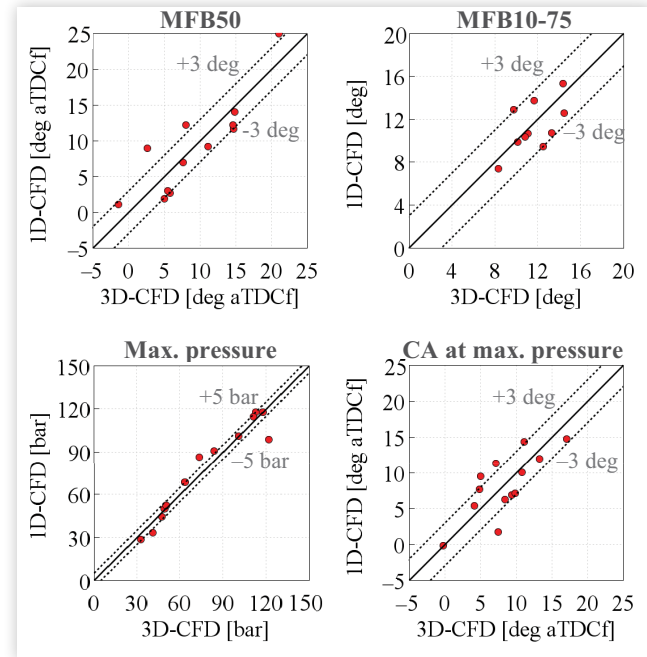 MFB50
25
20
15
10
5
0
−5
1D-CFD [deg aTDCf]
+3 deg
-3 deg
−5 0 5 10 15 20 25
3D-CFD [deg aTDCf]
MFB10-75
20
16
12
8
4
0
1D-CFD [deg]
+3 deg
−3 deg
0 4 8 12 16 20
3D-CFD [deg]
Max. pressure
150
120
90
60
30
0
1D-CFD [bar]
+5 bar
−5 bar
0 30 60 90 120 150
3D-CFD [bar]
CA at max. pressure
25
20
15
10
5
0
−5
1D-CFD [deg aTDCf]
+3 deg
−3 deg
−5 0 5 10 15 20 25
3D-CFD [deg aTDCf]